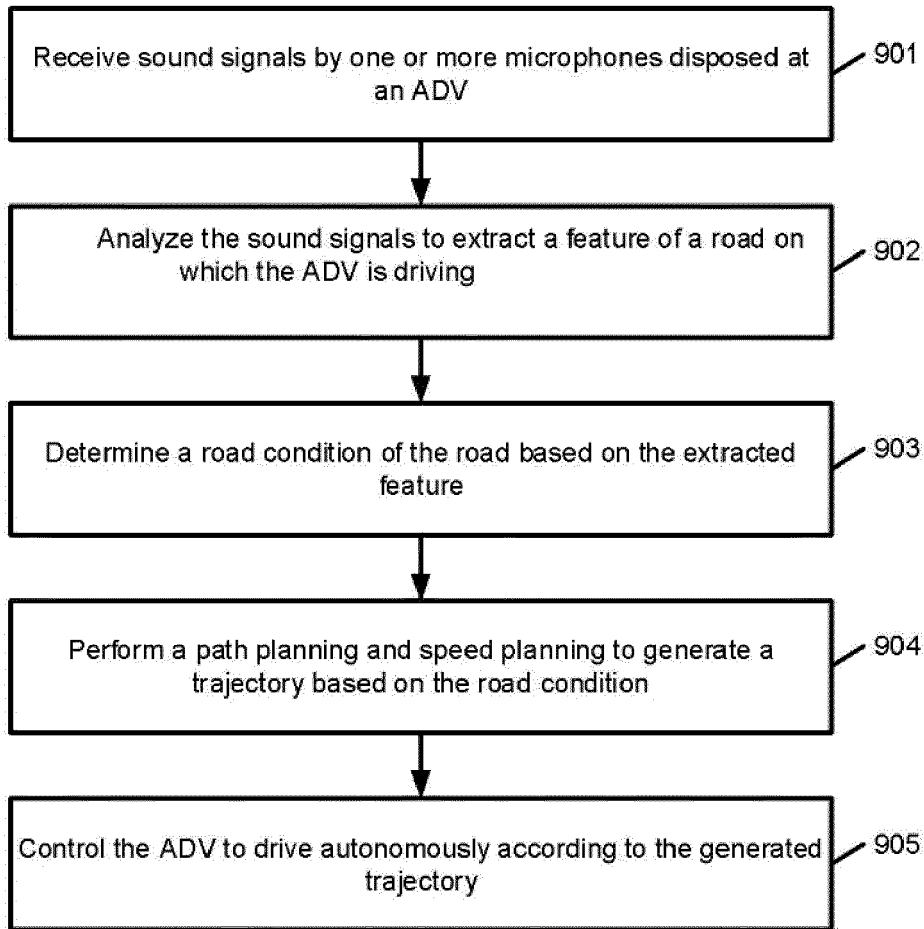 Receive sound signals by one or more microphones disposed at
an ADV
901
Analyze the sound signals to extract a feature of a road on
which the ADV is driving
902
Determine a road condition of the road based on the extracted
feature
903
Perform a path planning and speed planning to generate a
trajectory based on the road condition
904
Control the ADV to drive autonomously according to the generated
trajectory
905